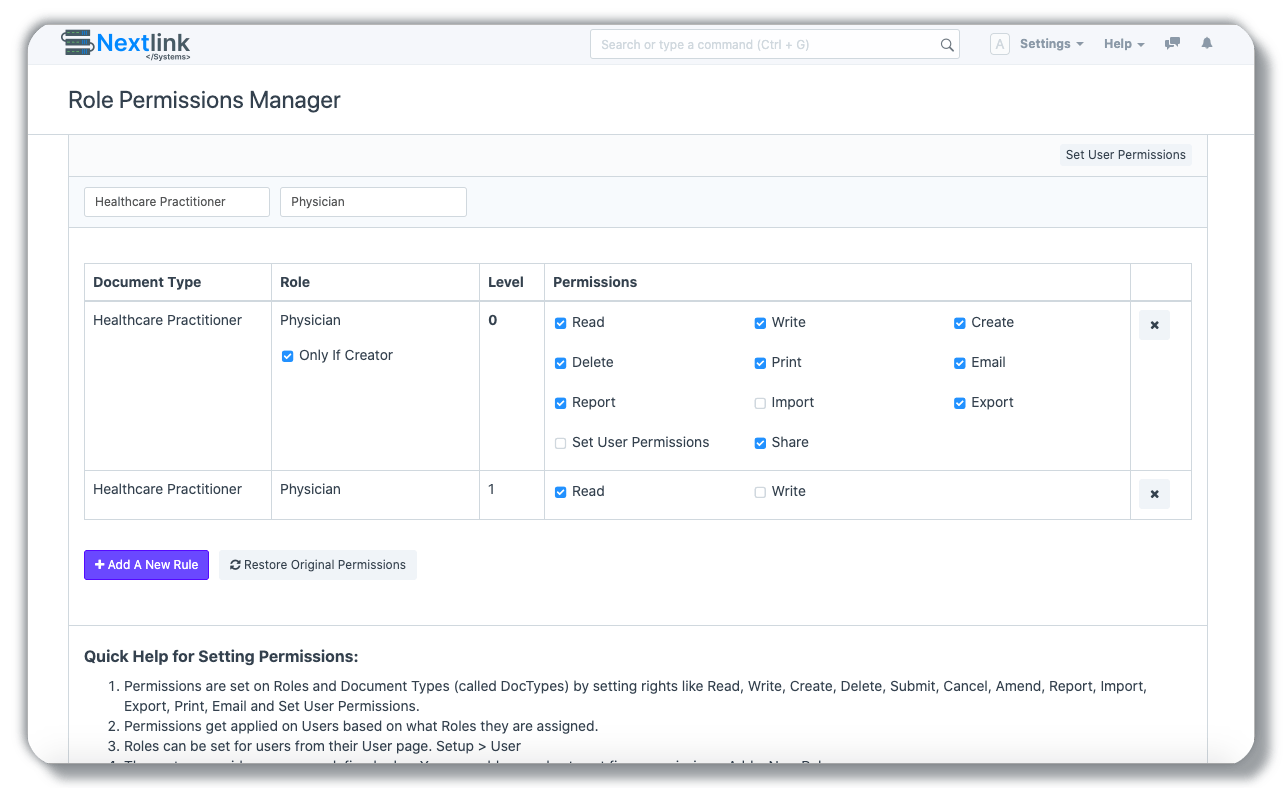 Nextlink
</Systems>
Search or type a command (Ctrl + G)
A
Settings
Help
Role Permissions Manager
Set User Permissions
Healthcare Practitioner
Physician
Document Type
Role
Level
Permissions
Healthcare Practitioner
Physician
0
Read
Write
Create
Only If Creator
Delete
Print
Email
Report
Import
Export
Set User Permissions
Share
Healthcare Practitioner
Physician
1
Read
Write
Add A New Rule
Restore Original Permissions
Quick Help for Setting Permissions:
1. Permissions are set on Roles and Document Types (called DocTypes) by setting rights like Read, Write, Create, Delete, Submit, Cancel, Amend, Report, Import,
Export, Print, Email and Set User Permissions.
2. Permissions get applied on Users based on what Roles they are assigned.
3. Roles can be set for users from their User page. Setup > User